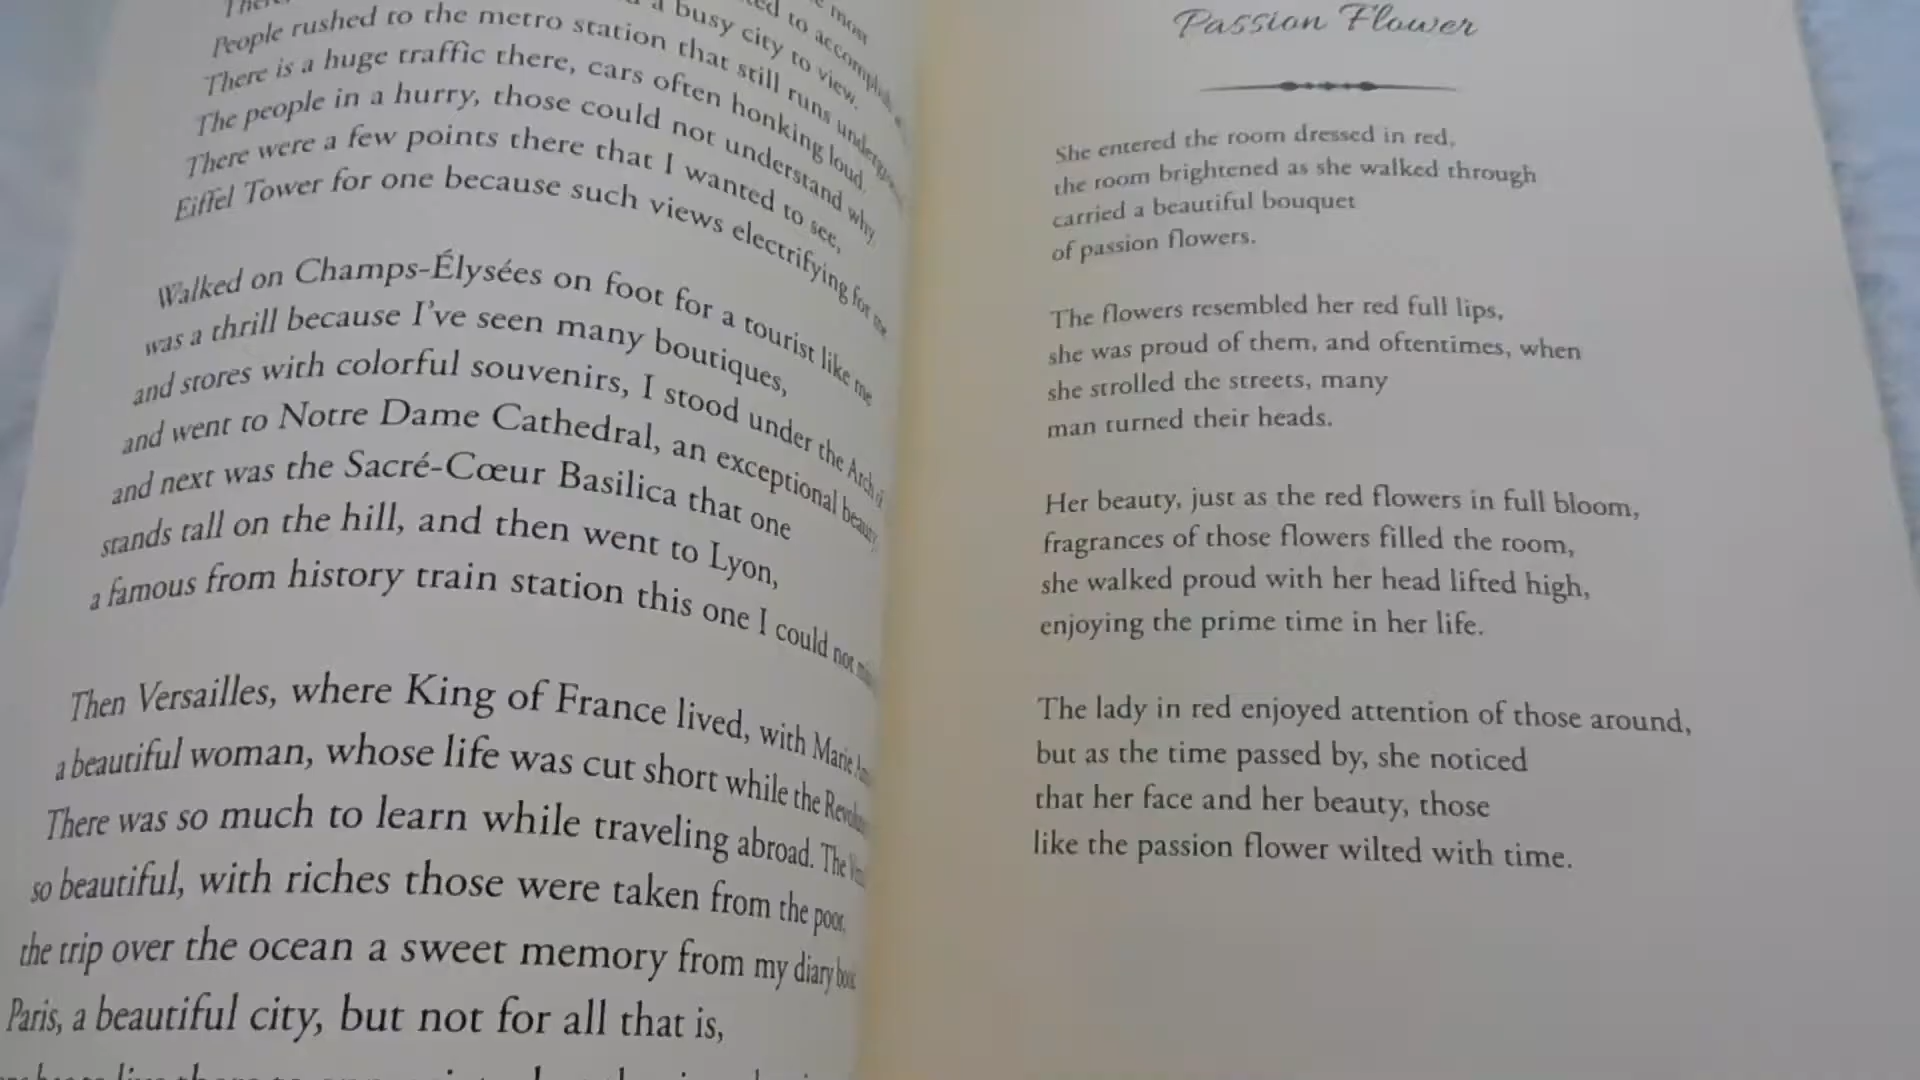 busy city to view.
People rushed to the metro station that still runs
There is a huge traffic there, cars often honking loud,
The people in a hurry, those could not understand why.
There were a few points there that I wanted to see,
Eiffel Tower for one because such views electrifying for me
Walked on Champs-Élysées on foot for a tourist like me
was a thrill because I've seen many boutiques,
and stores with colorful souvenirs, I stood under the Arch of
and went to Notre Dame Cathedral, an exceptional beauty,
and next was the Sacré-Cœur Basilica that one
stands tall on the hill, and then went to Lyon,
a famous from history train station this one I could not
Then Versailles, where King of France lived, with Marie
a beautiful woman, whose life was cut short while the
There was so much to learn while traveling abroad. The
so beautiful, with riches those were taken from the poor.
the trip over the ocean a sweet memory from my diary
Paris, a beautiful city, but not for all that is,
Passion Flower
She entered the room dressed in red,
the room brightened as she walked through
carried a beautiful bouquet
of passion flowers.
The flowers resembled her red full lips,
she was proud of them, and oftentimes, when
she strolled the streets, many
man turned their heads.
Her beauty, just as the red flowers in full bloom,
fragrances of those flowers filled the room,
she walked proud with her head lifted high,
enjoying the prime time in her life.
The lady in red enjoyed attention of those around,
but as the time passed by, she noticed
that her face and her beauty, those
like the passion flower wilted with time.